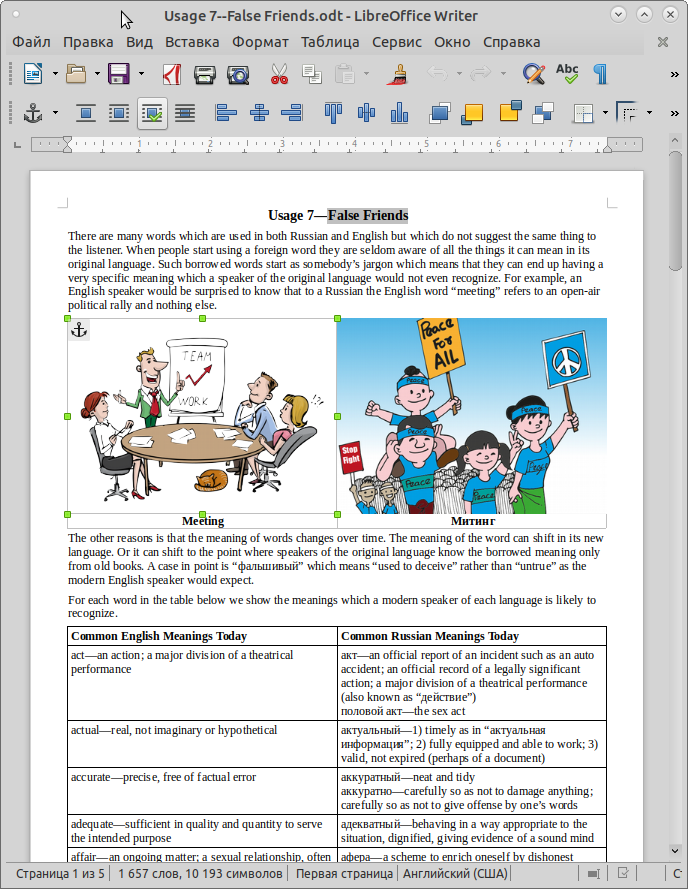 Usage 7--False Friends.odt - LibreOffice Writer
Файл Правка Вид Вставка Формат Таблица Сервис Окно Справка
Abc
1 2 3 4 5 6 7
Usage 7—False Friends
There are many words which are used in both Russian and English but which do not suggest the same thing to
the listener. When people start using a foreign word they are seldom aware of all the things it can mean in its
original language. Such borrowed words start as somebody’s jargon which means that they can end up having a
very specific meaning which a speaker of the original language would not even recognize. For example, an
English speaker would be surprised to know that to a Russian the English word “meeting” refers to an open-air
political rally and nothing else.
TEAM
WORK
!?
Peace
For
All
Peace
Peace
Peace
Stop
Fight
Peace
Peace
Meeting
Митинг
The other reasons is that the meaning of words changes over time. The meaning of the word can shift in its new
language. Or it can shift to the point where speakers of the original language know the borrowed meaning only
from old books. A case in point is “фальшивый” which means “used to deceive” rather than “untrue” as the
modern English speaker would expect.
For each word in the table below we show the meanings which a modern speaker of each language is likely to
recognize.
Common English Meanings Today
Common Russian Meanings Today
act—an action; a major division of a theatrical
performance
акт—an official report of an incident such as an auto
accident; an official record of a legally significant
action; a major division of a theatrical performance
(also known as “действие”)
половой акт—the sex act
actual—real, not imaginary or hypothetical
актуальный—1) timely as in “актуальная
информация”; 2) fully equipped and able to work; 3)
valid, not expired (perhaps of a document)
accurate—precise, free of factual error
аккуратный—neat and tidy
аккуратно—carefully so as not to damage anything;
carefully so as not to give offense by one’s words
adequate—sufficient in quality and quantity to serve
the intended purpose
адекватный—behaving in a way appropriate to the
situation, dignified, giving evidence of a sound mind
affair—an ongoing matter; a sexual relationship, often
афера—a scheme to enrich oneself by dishonest
Страница 1 из 5 1 657 слов, 10 193 символов Первая страница Английский (США)